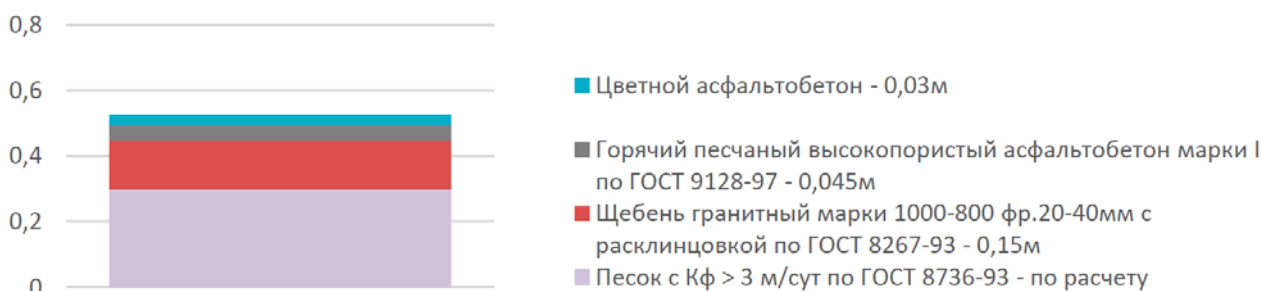 0,8
0,6
0,4
0,2
0
Цветной асфальтобетон - 0,03м
Горячий песчаный высокопористый асфальтобетон марки I
по ГОСТ 9128-97 - 0,045м
Щебень гранитный марки 1000-800 фр.20-40мм с
расклинцовкой по ГОСТ 8267-93 - 0,15м
Песок с Кф > 3 м/сут по ГОСТ 8736-93 - по расчету